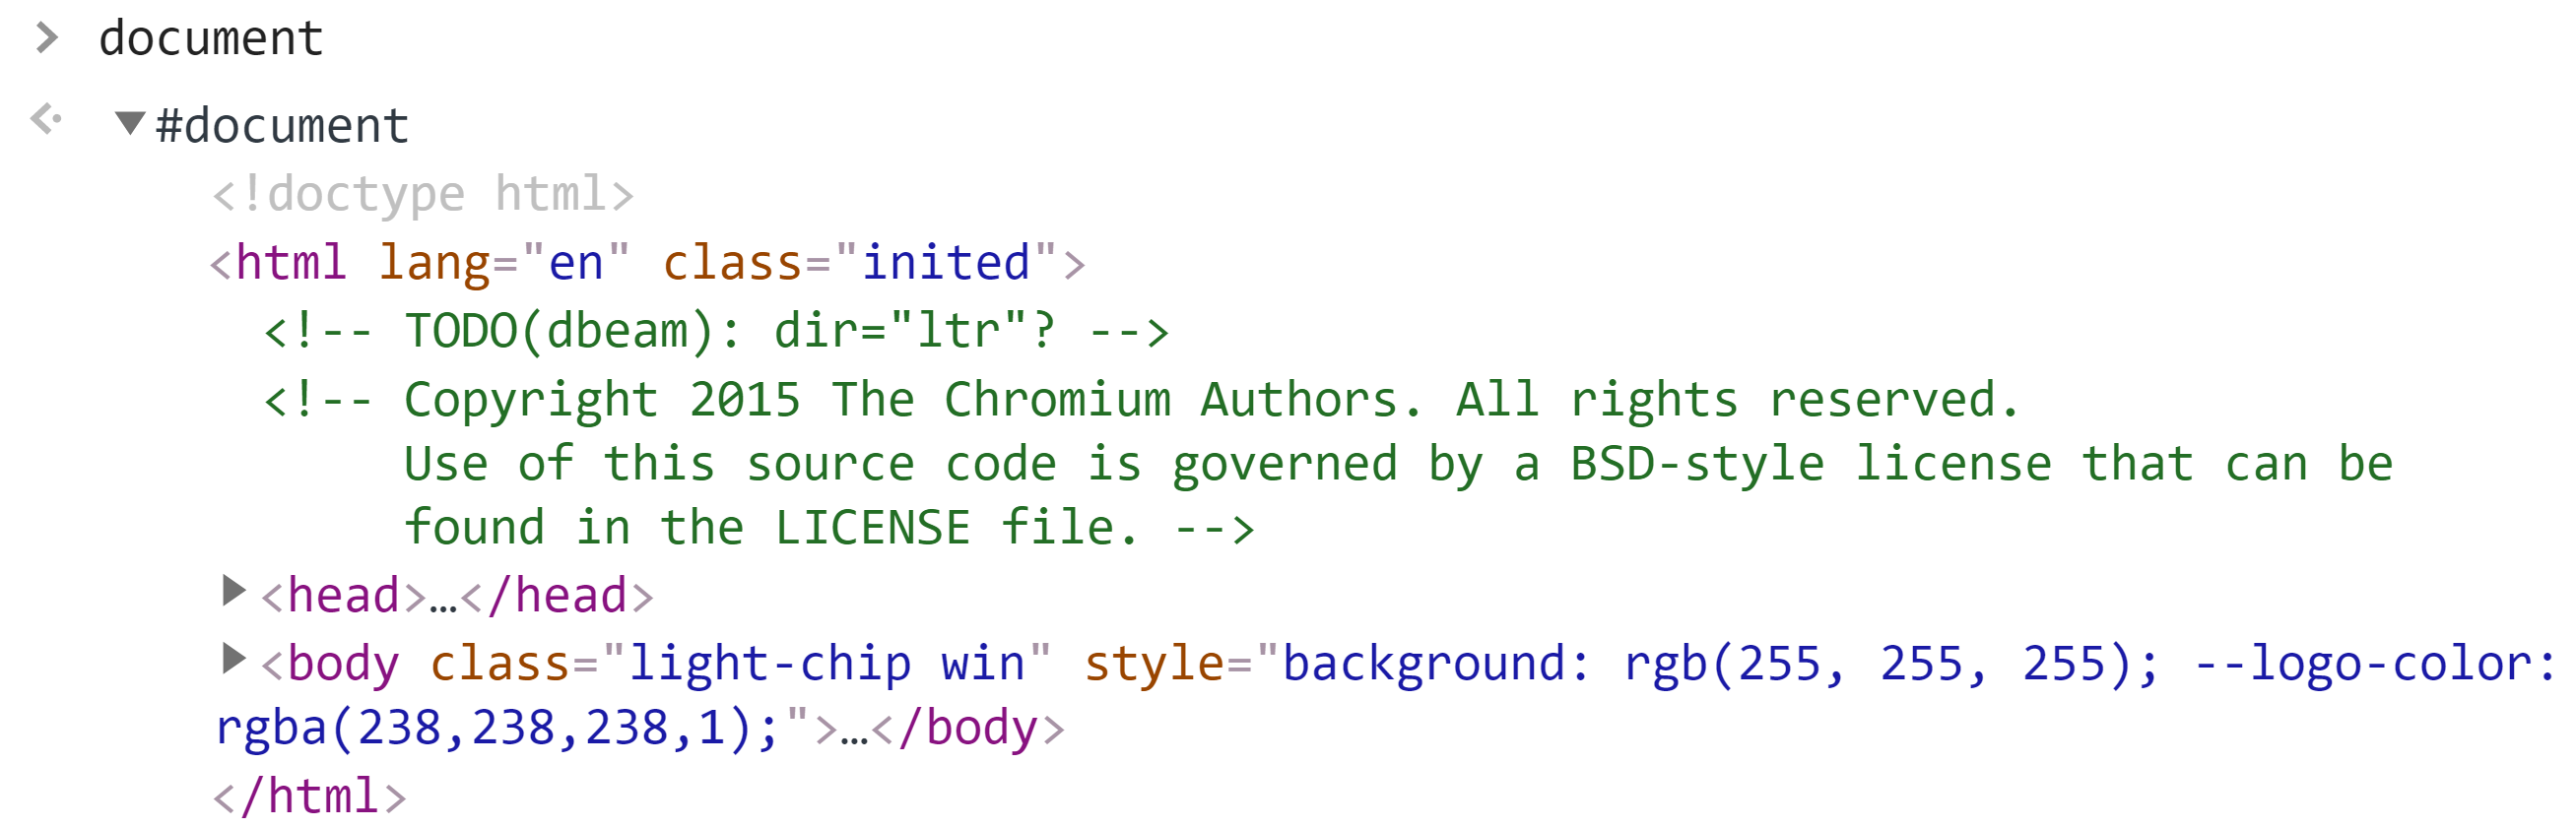 > document
<· ▼ #document
<!doctype html>
<html lang="en" class="inited">
<!-- TODO(dbeam): dir="ltr"? -->
<!-- Copyright 2015 The Chromium Authors. All rights reserved.
Use of this source code is governed by a BSD-style license that can be
found in the LICENSE file. -->
▶ <head>…</head>
▶ <body class="light-chip win" style="background: rgb(255, 255, 255); --logo-color:
rgba(238,238,238,1);">…</body>
</html>